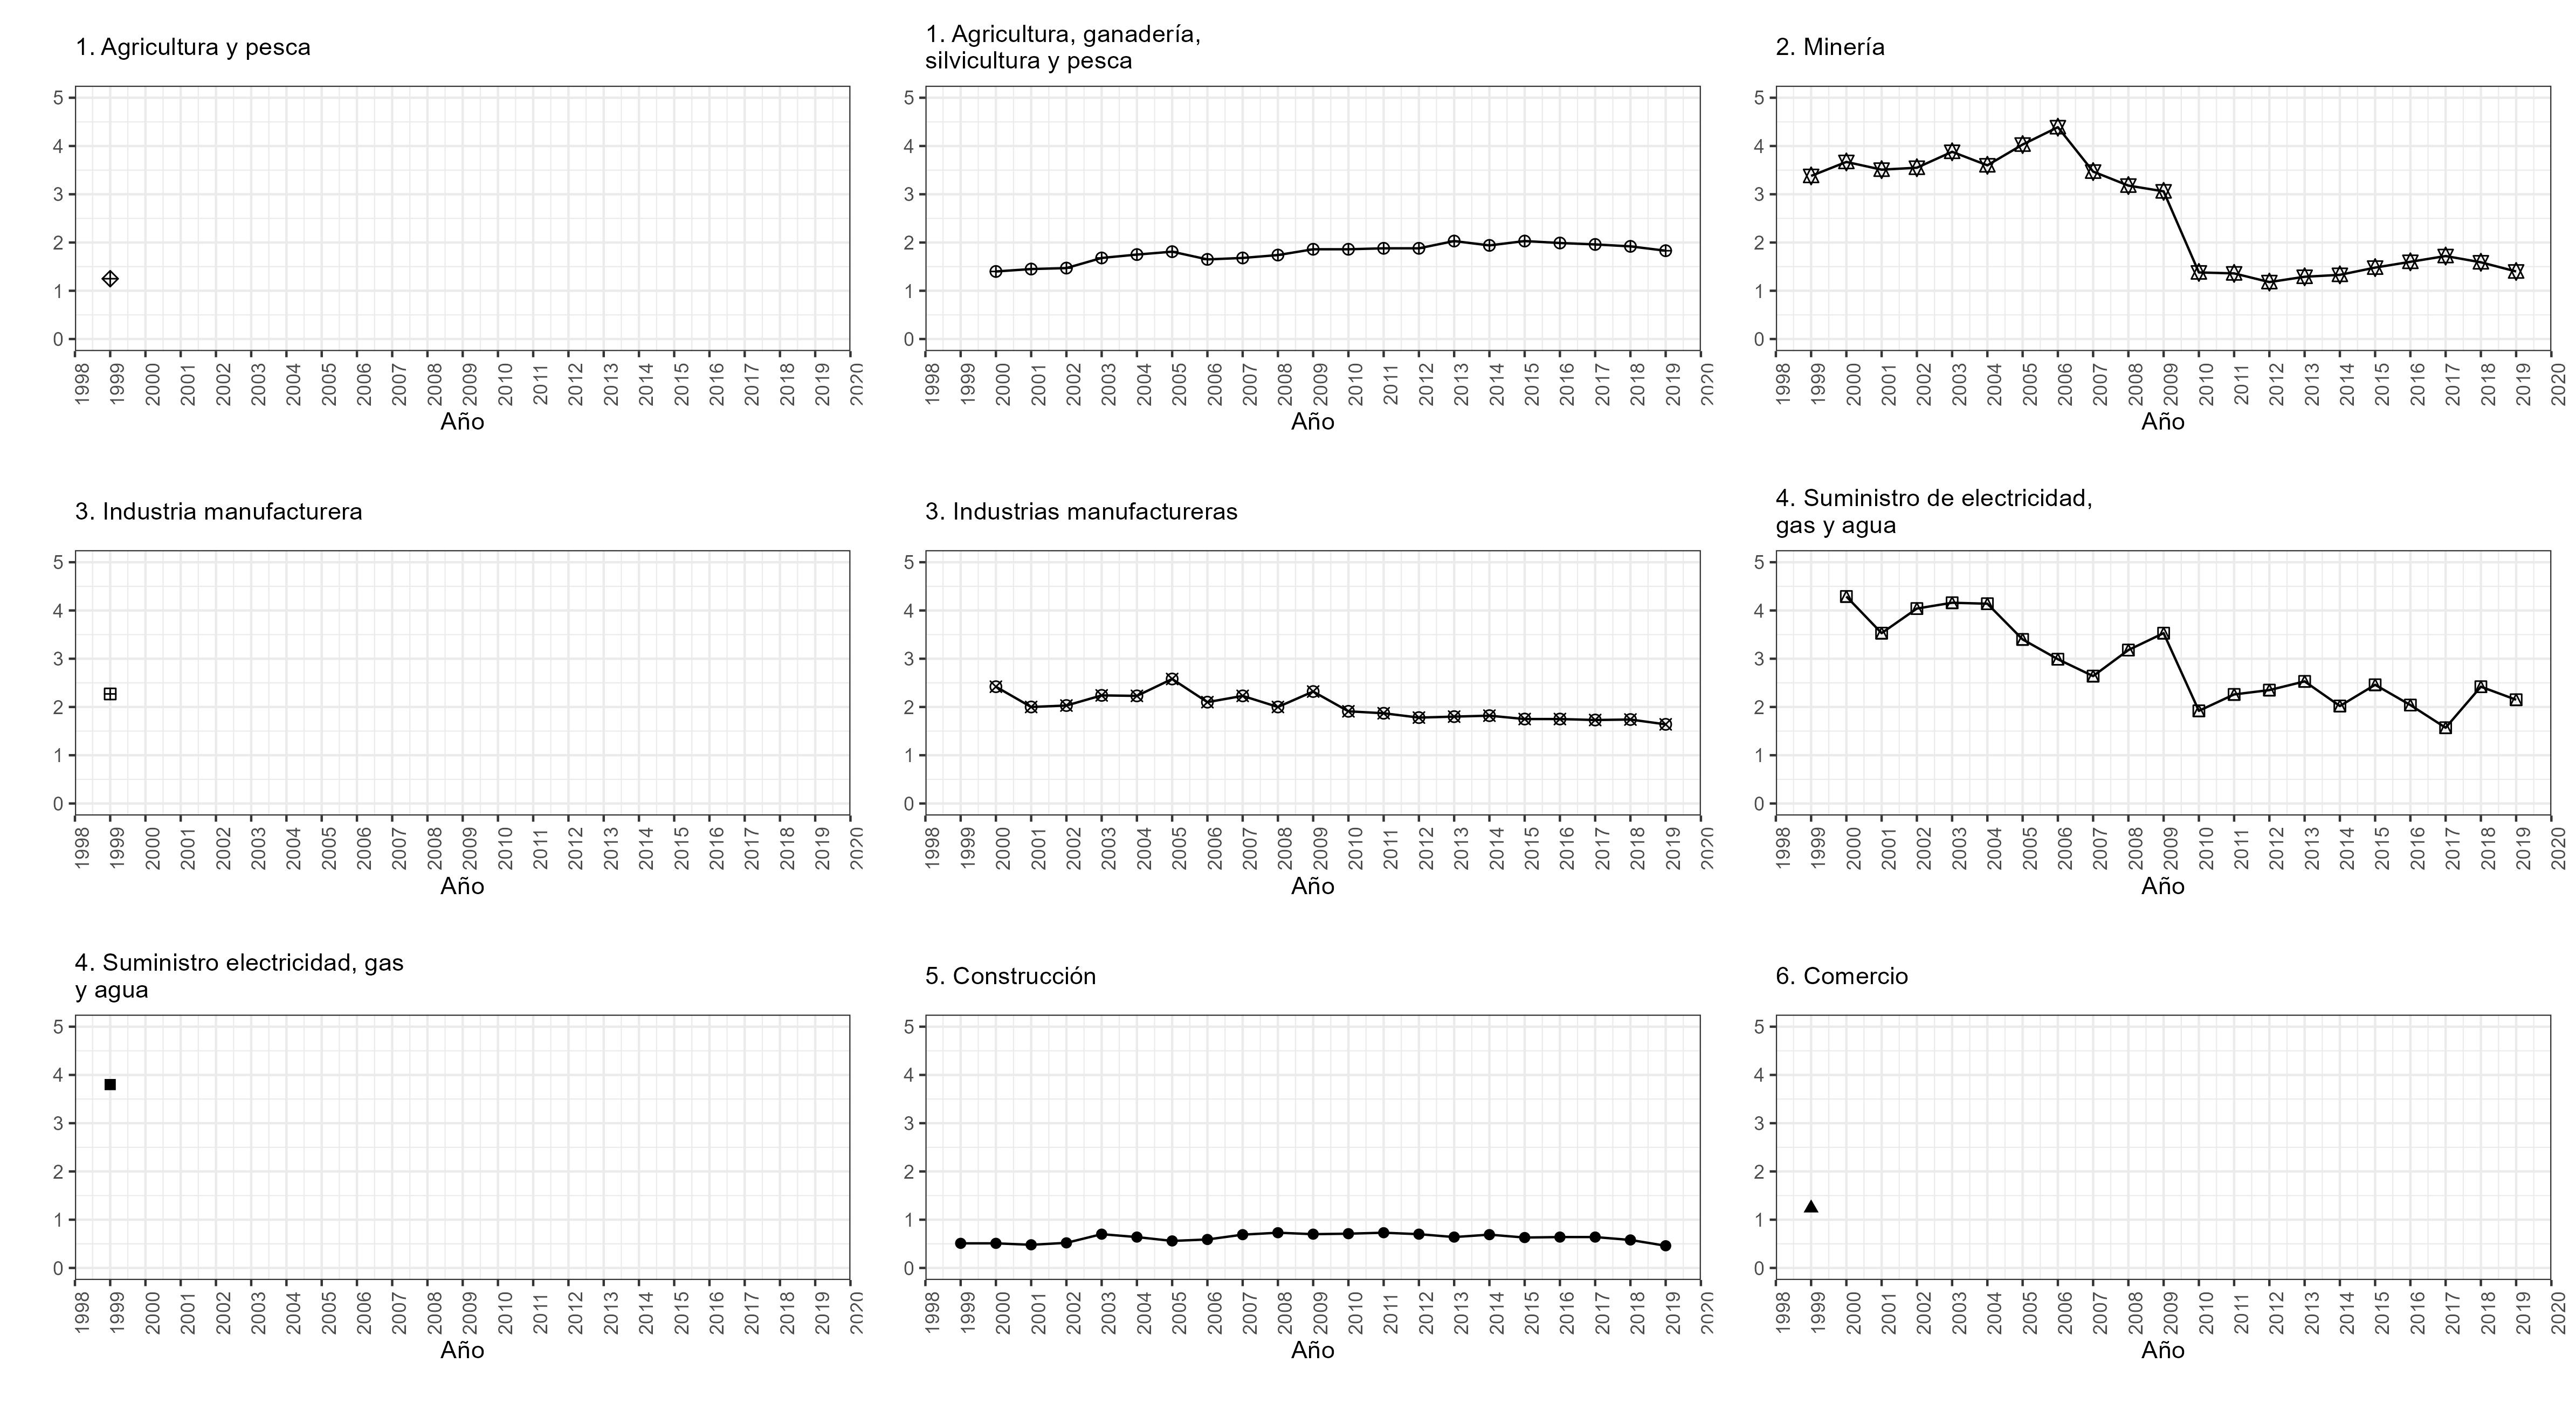 1. Agricultura y pesca
5
4
3
2
1
0
1998 1999 2000 2001 2002 2003 2004 2005 2006 2007 2008 2009 2010 2011 2012 2013 2014 2015 2016 2017 2018 2019 2020
Año
1. Agricultura, ganadería,
silvicultura y pesca
5
4
3
2
1
0
1998 1999 2000 2001 2002 2003 2004 2005 2006 2007 2008 2009 2010 2011 2012 2013 2014 2015 2016 2017 2018 2019 2020
Año
2. Minería
5
4
3
2
1
0
1998 1999 2000 2001 2002 2003 2004 2005 2006 2007 2008 2009 2010 2011 2012 2013 2014 2015 2016 2017 2018 2019 2020
Año
3. Industria manufacturera
5
4
3
2
1
0
1998 1999 2000 2001 2002 2003 2004 2005 2006 2007 2008 2009 2010 2011 2012 2013 2014 2015 2016 2017 2018 2019 2020
Año
3. Industrias manufactureras
5
4
3
2
1
0
1998 1999 2000 2001 2002 2003 2004 2005 2006 2007 2008 2009 2010 2011 2012 2013 2014 2015 2016 2017 2018 2019 2020
Año
4. Suministro de electricidad,
gas y agua
5
4
3
2
1
0
1998 1999 2000 2001 2002 2003 2004 2005 2006 2007 2008 2009 2010 2011 2012 2013 2014 2015 2016 2017 2018 2019 2020
Año
4. Suministro electricidad, gas
y agua
5
4
3
2
1
0
1998 1999 2000 2001 2002 2003 2004 2005 2006 2007 2008 2009 2010 2011 2012 2013 2014 2015 2016 2017 2018 2019 2020
Año
5. Construcción
5
4
3
2
1
0
1998 1999 2000 2001 2002 2003 2004 2005 2006 2007 2008 2009 2010 2011 2012 2013 2014 2015 2016 2017 2018 2019 2020
Año
6. Comercio
5
4
3
2
1
0
1998 1999 2000 2001 2002 2003 2004 2005 2006 2007 2008 2009 2010 2011 2012 2013 2014 2015 2016 2017 2018 2019 2020
Año